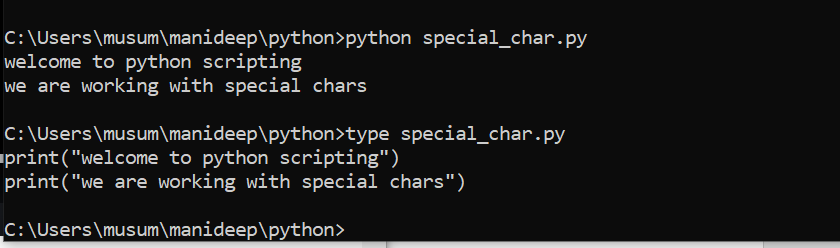 C:\Users\musum\manideep\python>python special_char.py
welcome to python scripting
we are working with special chars
C:\Users\musum\manideep\python>type special_char.py
print("welcome to python scripting")
print("we are working with special chars")
C:\Users\musum\manideep\python>